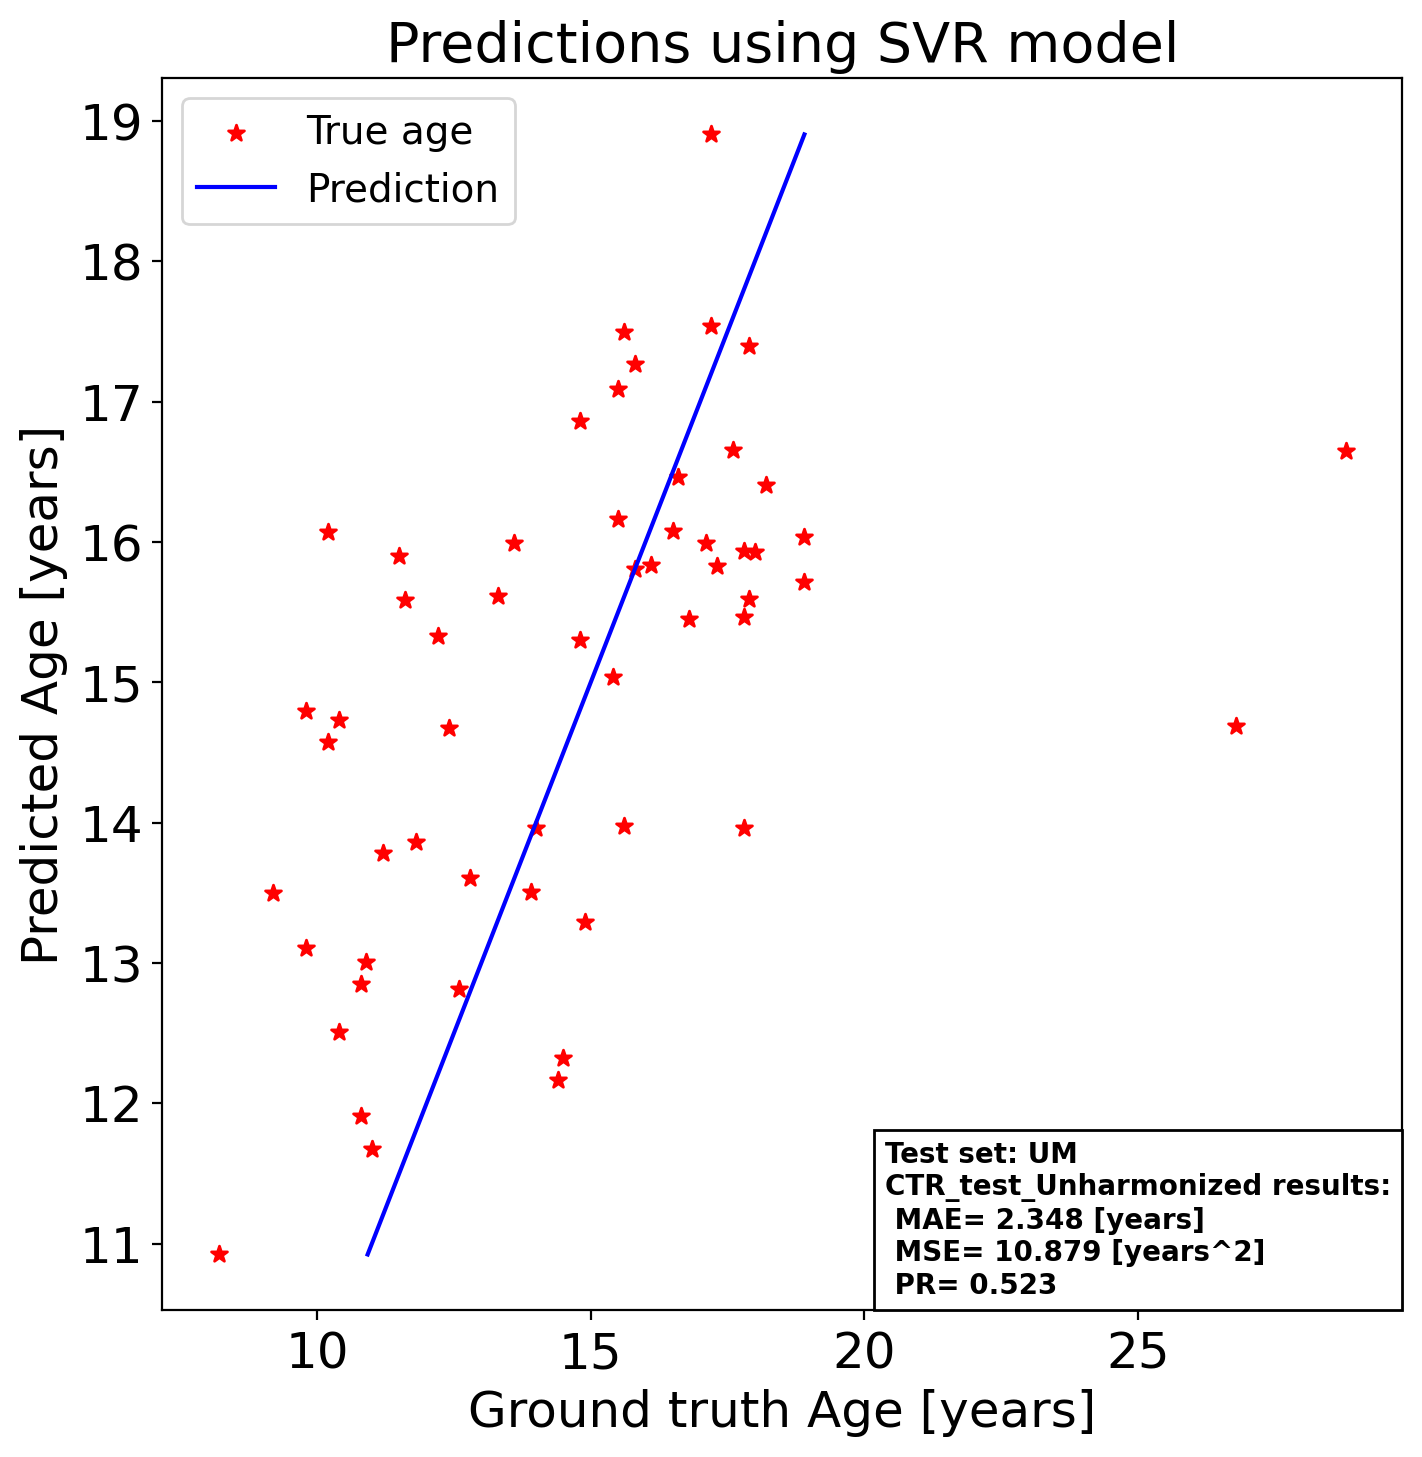 Predictions using SVR model
True age
Prediction
19
18
17
16
15
14
13
12
11
Predicted Age [years]
Test set: UM
CTR_test_Unharmonized results:
MAE= 2.348 [years]
MSE= 10.879 [years^2]
PR= 0.523
10 15 20 25
Ground truth Age [years]